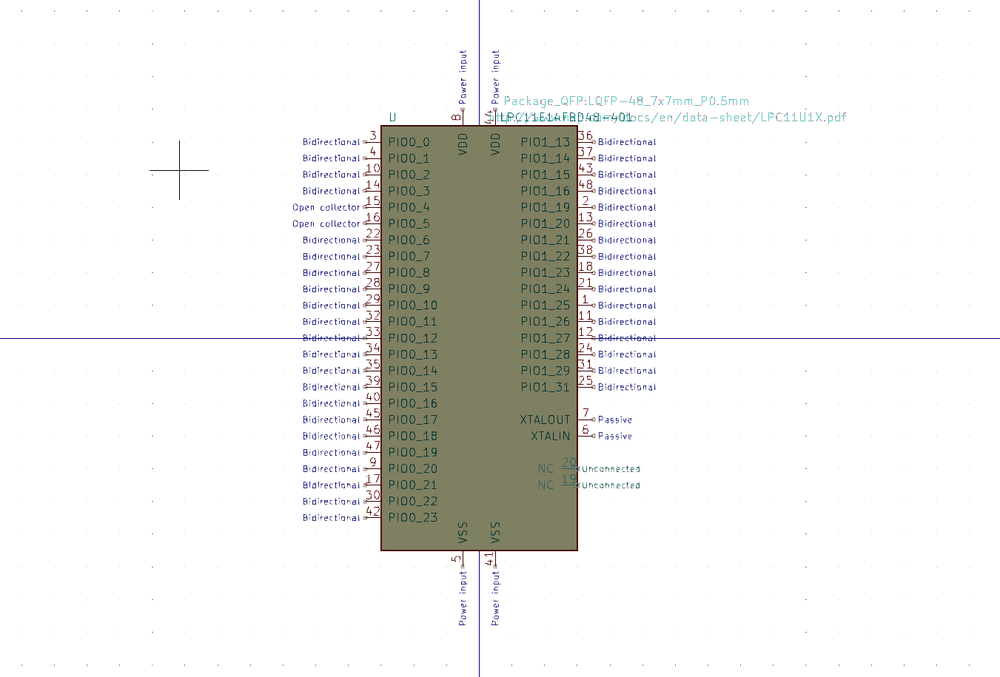 Power input Power input
Package_QFP:LQFP-48_7x7mm_P0.5mm
U
/docs/en/data-sheet/LPC11U1X.pdf
8 VDD 44 VDD
Bidirectional 3 PIO0_0 PIO1_13 36 Bidirectional
Bidirectional 4 PIO0_1 PIO1_14 37 Bidirectional
Bidirectional 10 PIO0_2 PIO1_15 43 Bidirectional
Bidirectional 14 PIO0_3 PIO1_16 48 Bidirectional
Open collector 15 PIO0_4 PIO1_19 2 Bidirectional
Open collector 16 PIO0_5 PIO1_20 13 Bidirectional
Bidirectional 22 PIO0_6 PIO1_21 26 Bidirectional
Bidirectional 23 PIO0_7 PIO1_22 38 Bidirectional
Bidirectional 27 PIO0_8 PIO1_23 18 Bidirectional
Bidirectional 28 PIO0_9 PIO1_24 21 Bidirectional
Bidirectional 29 PIO0_10 PIO1_25 1 Bidirectional
Bidirectional 32 PIO0_11 PIO1_26 11 Bidirectional
Bidirectional 33 PIO0_12 PIO1_27 12 Bidirectional
Bidirectional 34 PIO0_13 PIO1_28 24 Bidirectional
Bidirectional 35 PIO0_14 PIO1_29 31 Bidirectional
Bidirectional 39 PIO0_15 PIO1_31 25 Bidirectional
Bidirectional 40 PIO0_16
Bidirectional 45 PIO0_17 XTALOUT 7 Passive
Bidirectional 46 PIO0_18 XTALIN 6 Passive
Bidirectional 47 PIO0_19
Bidirectional 9 PIO0_20 NC 20 Unconnected
Bidirectional 17 PIO0_21 NC 19 Unconnected
Bidirectional 30 PIO0_22
Bidirectional 42 PIO0_23
VSS VSS
5 41
Power input Power input